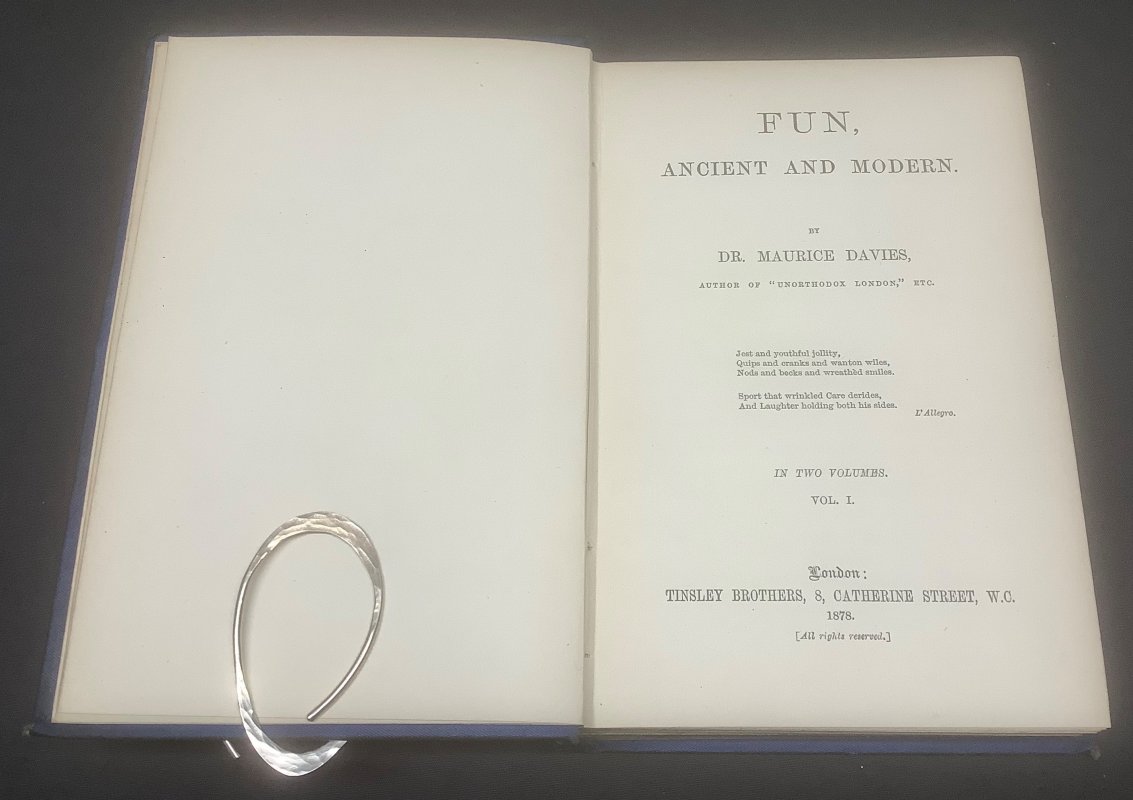 FUN,
ANCIENT AND MODERN.
BY
DR. MAURICE DAVIES,
AUTHOR OF "UNORTHODOX LONDON," ETC.
Jest and youthful jollity,
Quips and cranks and wanton wiles,
Nods and becks and wreathèd smiles.
Sport that wrinkled Care derides,
And Laughter holding both his sides.
L'Allegro.
IN TWO VOLUMES.
VOL. I.
London:
TINSLEY BROTHERS, 8, CATHERINE STREET, W.C.
1878.
[All rights reserved.]